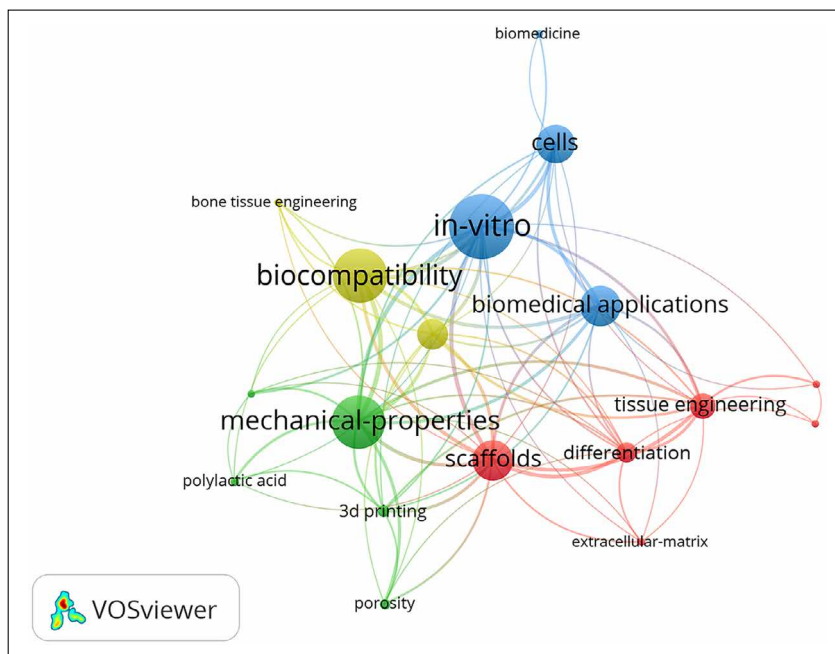 biomedicine
cells
bone tissue engineering
in-vitro
biocompatibility
biomedical applications
tissue engineering
mechanical-properties
differentiation
scaffolds
polylactic acid
3d printing
extracellular-matrix
porosity
VOSviewer